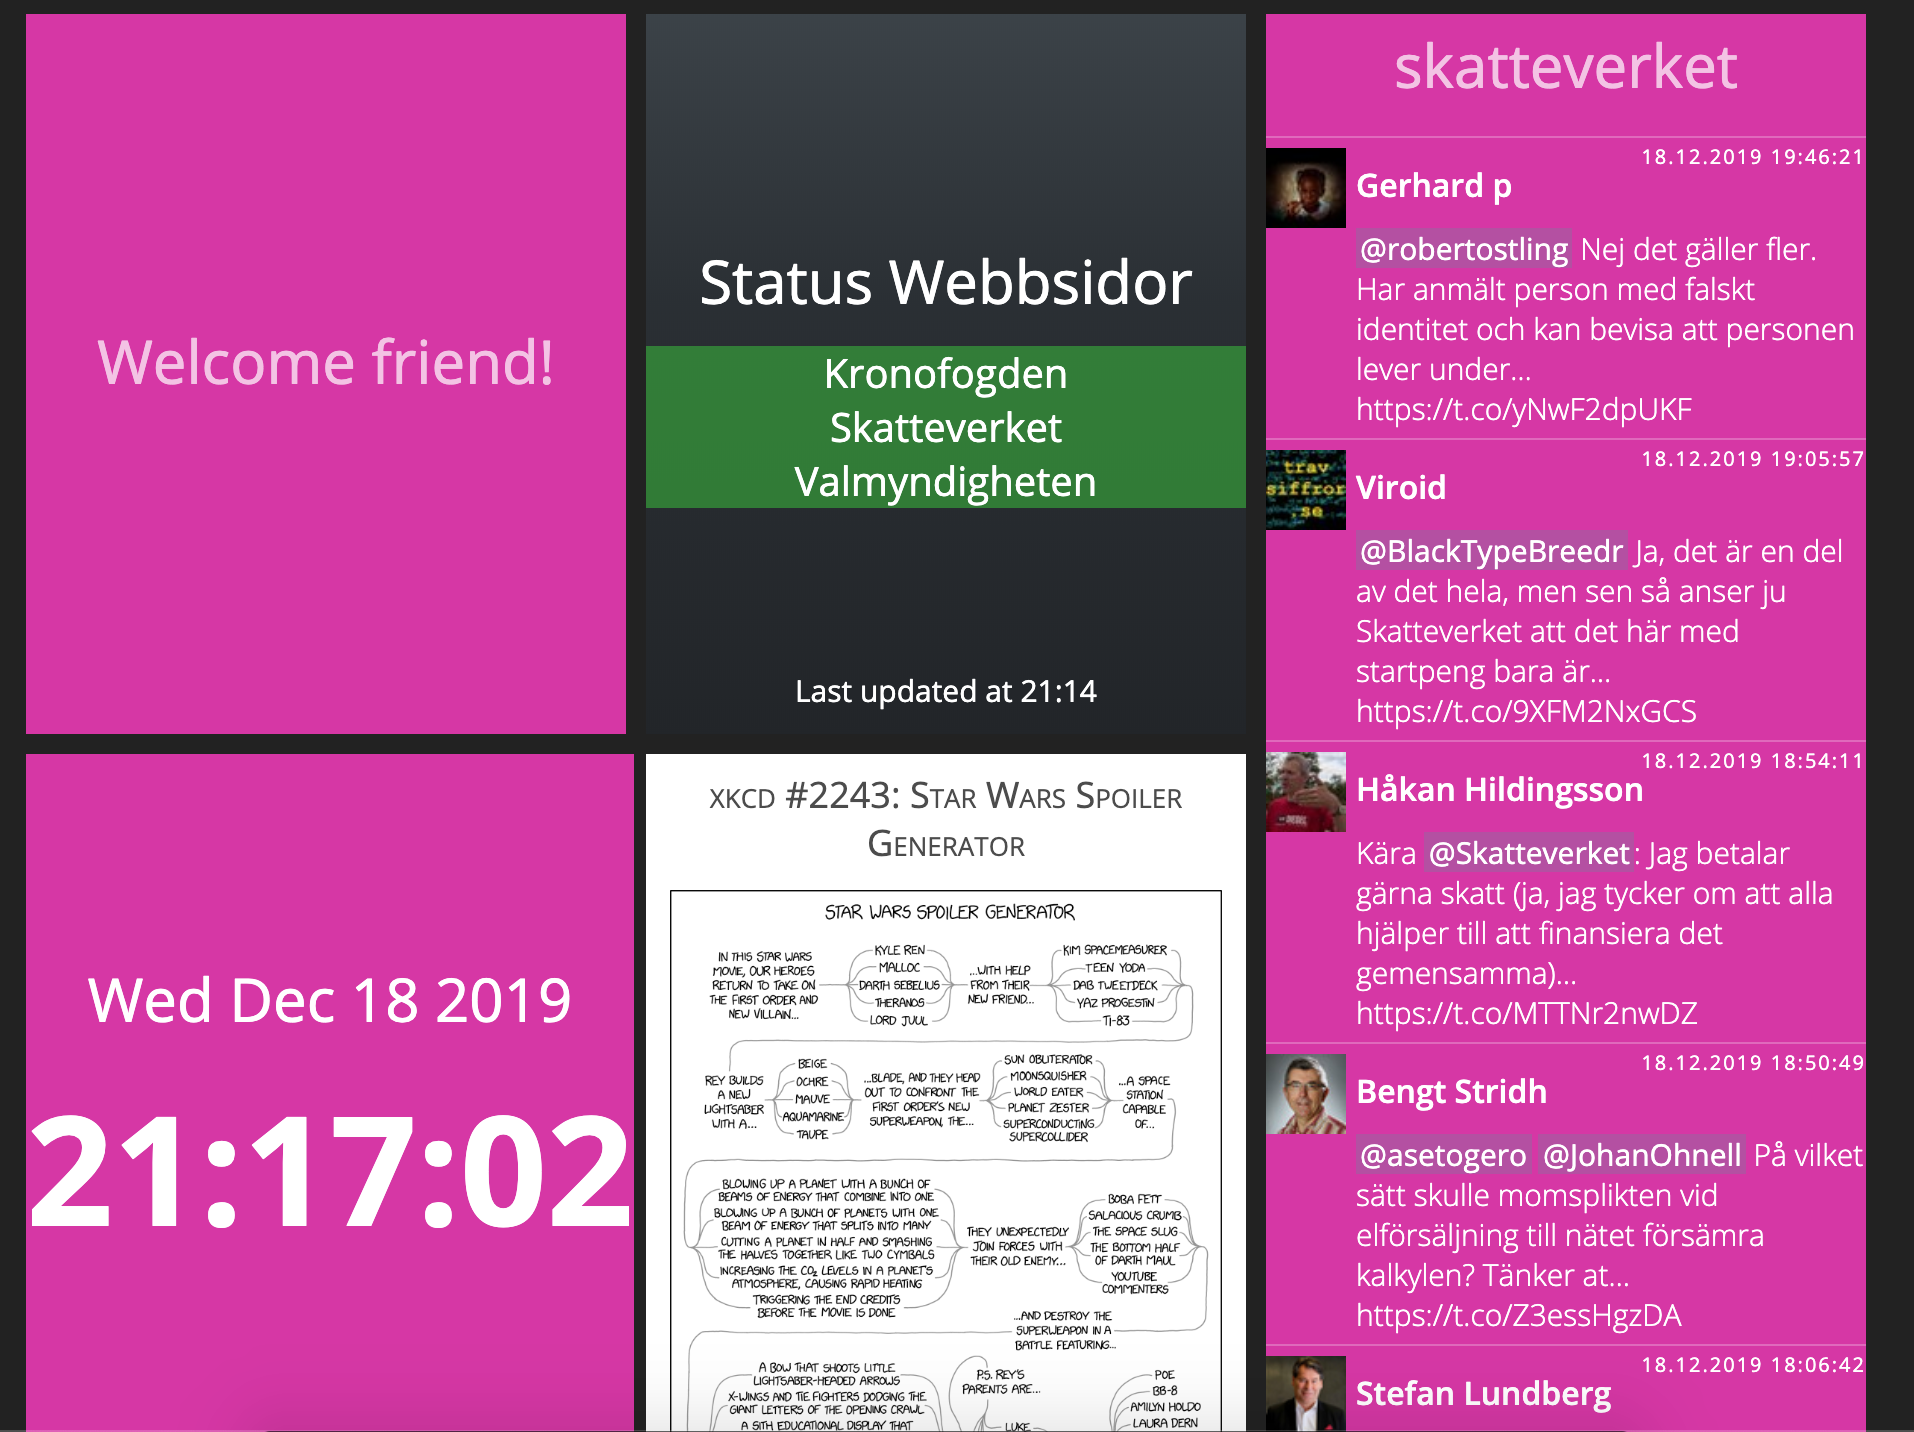 Welcome friend!
Status Webbsidor
Kronofogden
Skatteverket
Valmyndigheten
Last updated at 21:14
skatteverket
18.12.2019 19:46:21
Gerhard p
@robertostling Nej det gäller fler.
Har anmält person med falskt
identitet och kan bevisa att personen
lever under…
https://t.co/yNwF2dpUKF
trav
siffror
.se
18.12.2019 19:05:57
Viroid
@BlackTypeBreedr Ja, det är en del
av det hela, men sen så anser ju
Skatteverket att det här med
startpeng bara är…
https://t.co/9XFM2NxGCS
18.12.2019 18:54:11
Håkan Hildingsson
Kära @Skatteverket: Jag betalar
gärna skatt (ja, jag tycker om att alla
hjälper till att finansiera det
gemensamma)…
https://t.co/MTTNr2nwDZ
18.12.2019 18:50:49
Bengt Stridh
@asetogero @JohanOhnell På vilket
sätt skulle momsplikten vid
elförsäljning till nätet försämra
kalkylen? Tänker at…
https://t.co/Z3essHgzDA
18.12.2019 18:06:42
Stefan Lundberg
Wed Dec 18 2019
21:17:02
XKCD #2243: STAR WARS SPOILER
GENERATOR
STAR WARS SPOILER GENERATOR
IN THIS STAR WARS
MOVIE, OUR HEROES
RETURN TO TAKE ON
THE FIRST ORDER AND
NEW VILLAIN...
KYLE REN
MALLOC
DARTH SEBELIUS
THERANOS
LORD JUUL
...WITH HELP
FROM THEIR
NEW FRIEND...
KIM SPACEMEASURER
TEEN YODA
DAB TWEETDECK
YAZ PROGESTIN
TI-83
REY BUILDS
A NEW
LIGHTSABER
WITH A...
BEIGE
OCHRE
MAUVE
AQUAMARINE
TAUPE
...BLADE, AND THEY HEAD
OUT TO CONFRONT THE
FIRST ORDER'S NEW
SUPERWEAPON, THE...
SUN OBLITERATOR
MOONSQUISHER
WORLD EATER
PLANET ZESTER
SUPERCONDUCTING
SUPERCOLLIDER
...A SPACE
STATION
CAPABLE
OF...
BLOWING UP A PLANET WITH A BUNCH OF
BEAMS OF ENERGY THAT COMBINE INTO ONE
BLOWING UP A BUNCH OF PLANETS WITH ONE
BEAM OF ENERGY THAT SPLITS INTO MANY
CUTTING A PLANET IN HALF AND SMASHING
THE HALVES TOGETHER LIKE TWO CYMBALS
INCREASING THE CO₂ LEVELS IN A PLANET'S
ATMOSPHERE, CAUSING RAPID HEATING
TRIGGERING THE END CREDITS
BEFORE THE MOVIE IS DONE
THEY UNEXPECTEDLY
JOIN FORCES WITH
THEIR OLD ENEMY...
BOBA FETT
SALACIOUS CRUMB
THE SPACE SLUG
THE BOTTOM HALF
OF DARTH MAUL
YOUTUBE
COMMENTERS
...AND DESTROY THE
SUPERWEAPON IN A
BATTLE FEATURING...
A BOW THAT SHOOTS LITTLE
LIGHTSABER-HEADED ARROWS
X-WINGS AND TIE FIGHTERS DODGING THE
GIANT LETTERS OF THE OPENING CRAWL
A SITH EDUCATIONAL DISPLAY THAT
P.S. REY'S
PARENTS ARE...
LUKE
POE
BB-8
AMILYN HOLDO
LAURA DERN